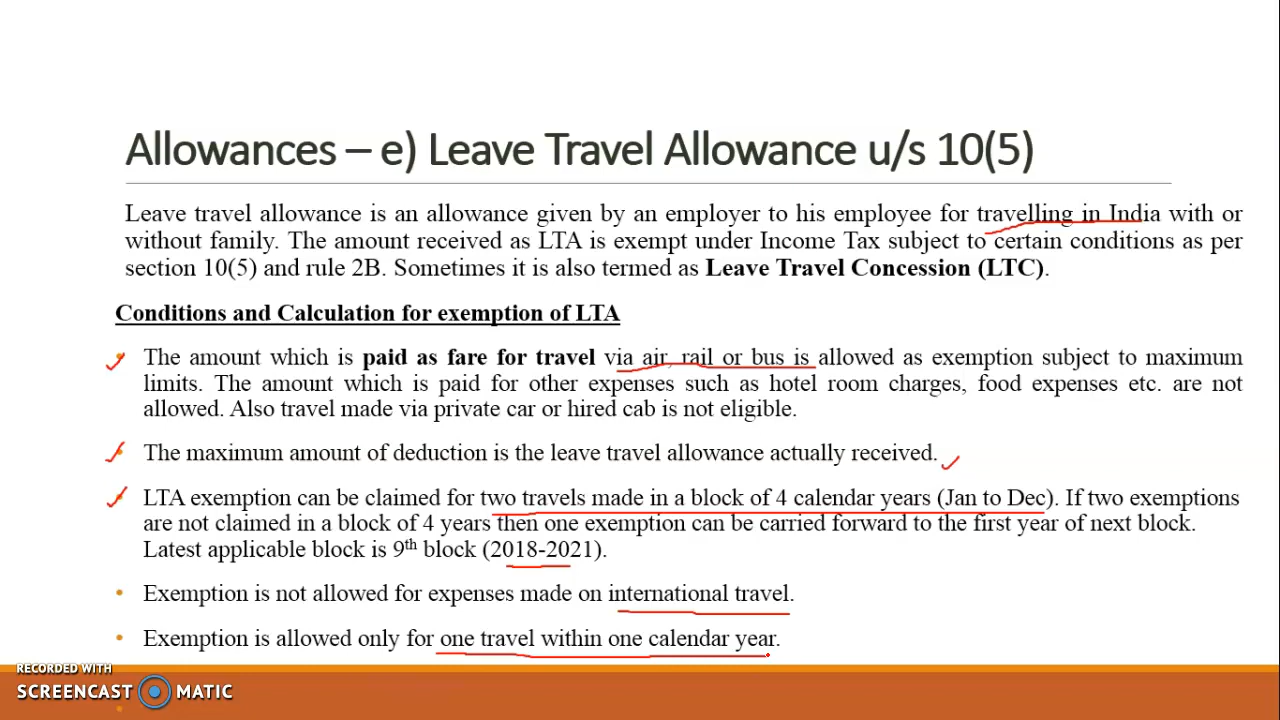 Allowances – e) Leave Travel Allowance u/s 10(5)
Leave travel allowance is an allowance given by an employer to his employee for travelling in India with or
without family. The amount received as LTA is exempt under Income Tax subject to certain conditions as per
section 10(5) and rule 2B. Sometimes it is also termed as Leave Travel Concession (LTC).
Conditions and Calculation for exemption of LTA
• The amount which is paid as fare for travel via air, rail or bus is allowed as exemption subject to maximum
limits. The amount which is paid for other expenses such as hotel room charges, food expenses etc. are not
allowed. Also travel made via private car or hired cab is not eligible.
• The maximum amount of deduction is the leave travel allowance actually received.
• LTA exemption can be claimed for two travels made in a block of 4 calendar years (Jan to Dec). If two exemptions
are not claimed in a block of 4 years then one exemption can be carried forward to the first year of next block.
Latest applicable block is 9th block (2018-2021).
• Exemption is not allowed for expenses made on international travel.
• Exemption is allowed only for one travel within one calendar year.
RECORDED WITH
SCREENCAST MATIC